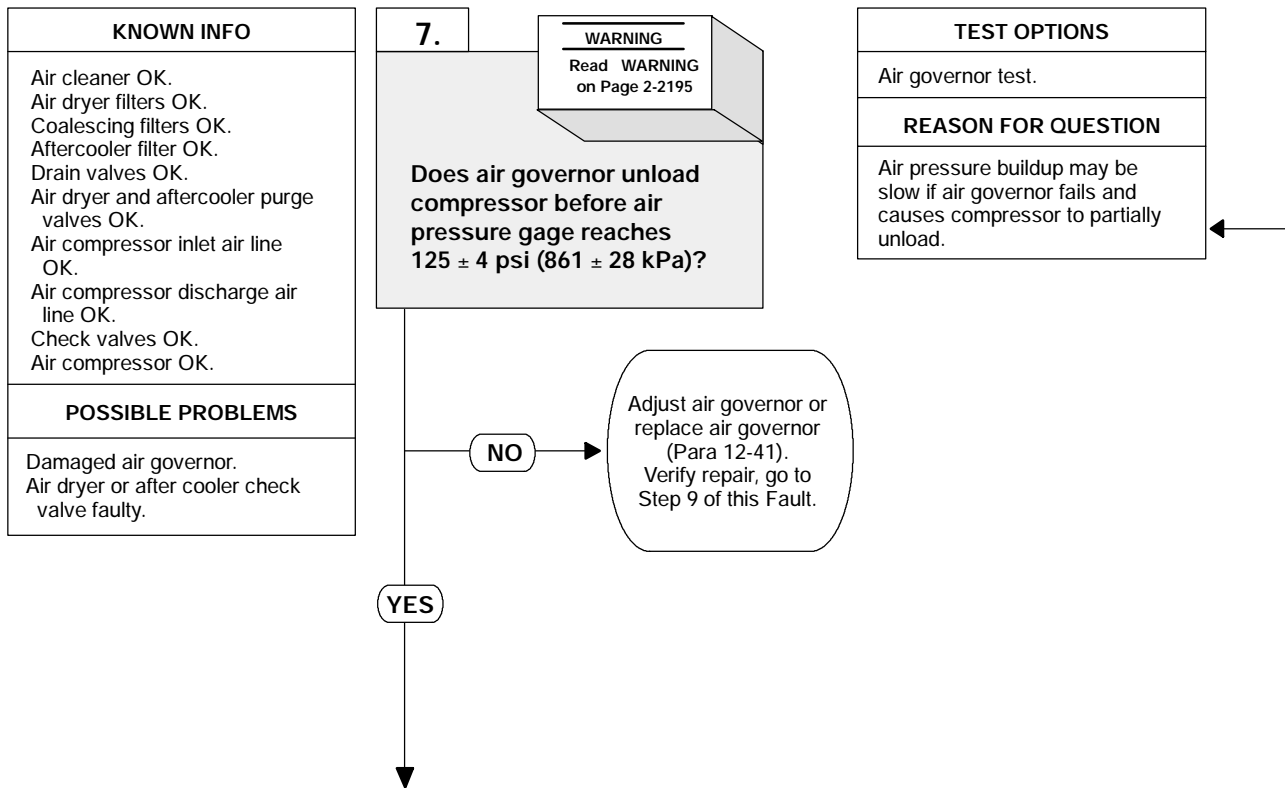 KNOWN INFO
Air cleaner OK.
Air dryer filters OK.
Coalescing filters OK.
Aftercooler filter OK.
Drain valves OK.
Air dryer and aftercooler purge
valves OK.
Air compressor inlet air line
OK.
Air compressor discharge air
line OK.
Check valves OK.
Air compressor OK.
POSSIBLE PROBLEMS
Damaged air governor.
Air dryer or after cooler check
valve faulty.
7.
WARNING
Read WARNING
on Page 2-2195
Does air governor unload
compressor before air
pressure gage reaches
125 ± 4 psi (861 ± 28 kPa)?
TEST OPTIONS
Air governor test.
REASON FOR QUESTION
Air pressure buildup may be
slow if air governor fails and
causes compressor to partially
unload.
NO
Adjust air governor or
replace air governor
(Para 12-41).
Verify repair, go to
Step 9 of this Fault.
YES